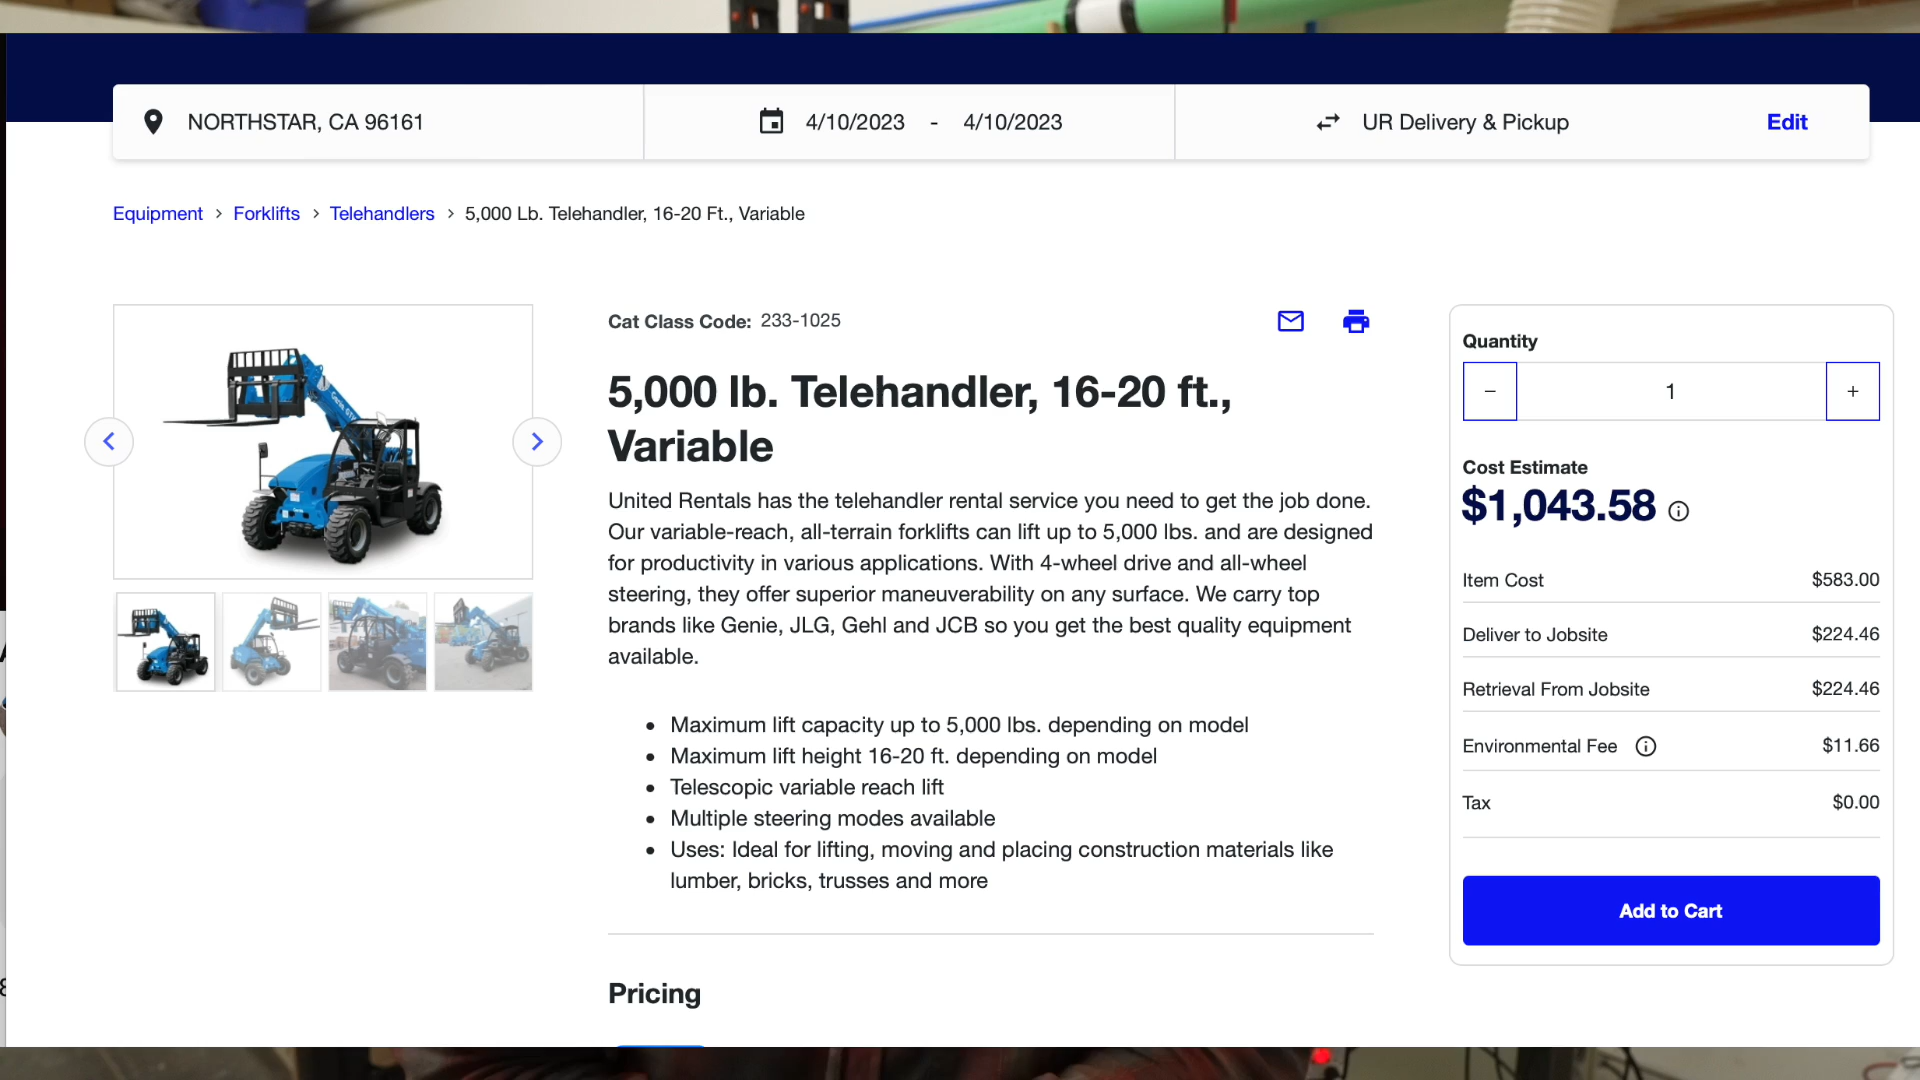 NORTHSTAR, CA 96161
4/10/2023 - 4/10/2023
UR Delivery & Pickup
Edit
Equipment > Forklifts > Telehandlers > 5,000 Lb. Telehandler, 16-20 Ft., Variable
Cat Class Code: 233-1025
5,000 lb. Telehandler, 16-20 ft.,
Variable
United Rentals has the telehandler rental service you need to get the job done.
Our variable-reach, all-terrain forklifts can lift up to 5,000 lbs. and are designed
for productivity in various applications. With 4-wheel drive and all-wheel
steering, they offer superior maneuverability on any surface. We carry top
brands like Genie, JLG, Gehl and JCB so you get the best quality equipment
available.
• Maximum lift capacity up to 5,000 lbs. depending on model
• Maximum lift height 16-20 ft. depending on model
• Telescopic variable reach lift
• Multiple steering modes available
• Uses: Ideal for lifting, moving and placing construction materials like
lumber, bricks, trusses and more
Pricing
Quantity
− 1 +
Cost Estimate
$1,043.58
Item Cost $583.00
Deliver to Jobsite $224.46
Retrieval From Jobsite $224.46
Environmental Fee $11.66
Tax $0.00
Add to Cart